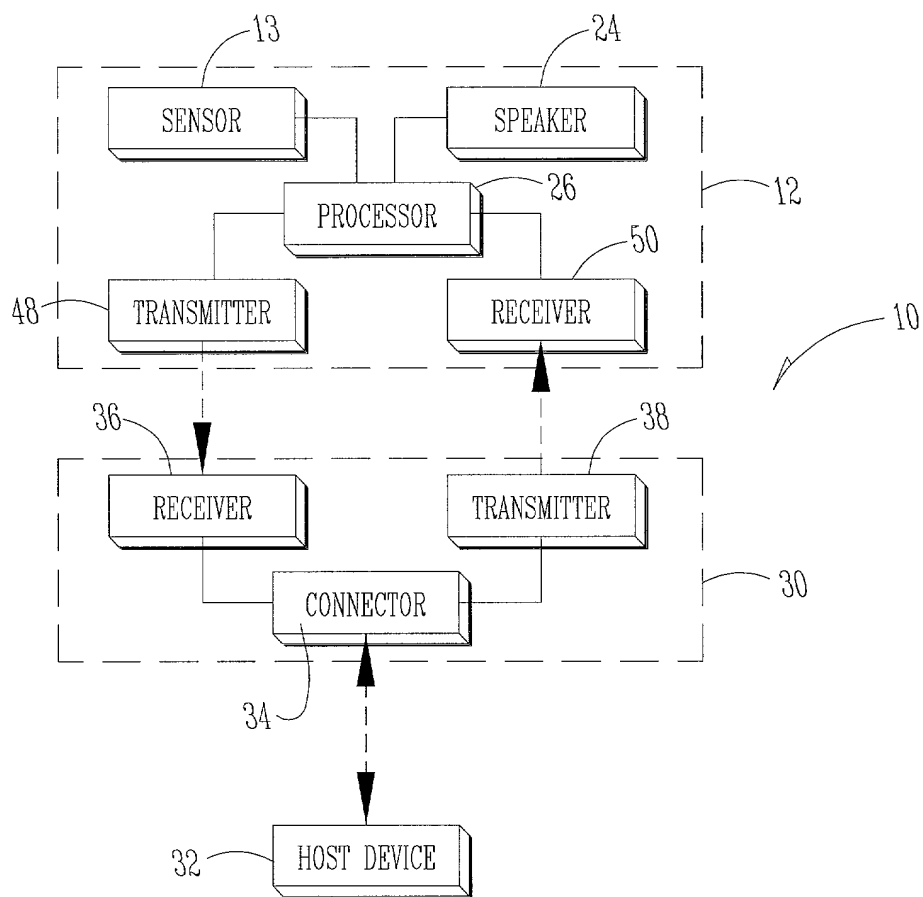 13
24
SENSOR
SPEAKER
26
12
PROCESSOR
50
48
TRANSMITTER
RECEIVER
10
36
38
RECEIVER
TRANSMITTER
30
CONNECTOR
34
32
HOST DEVICE